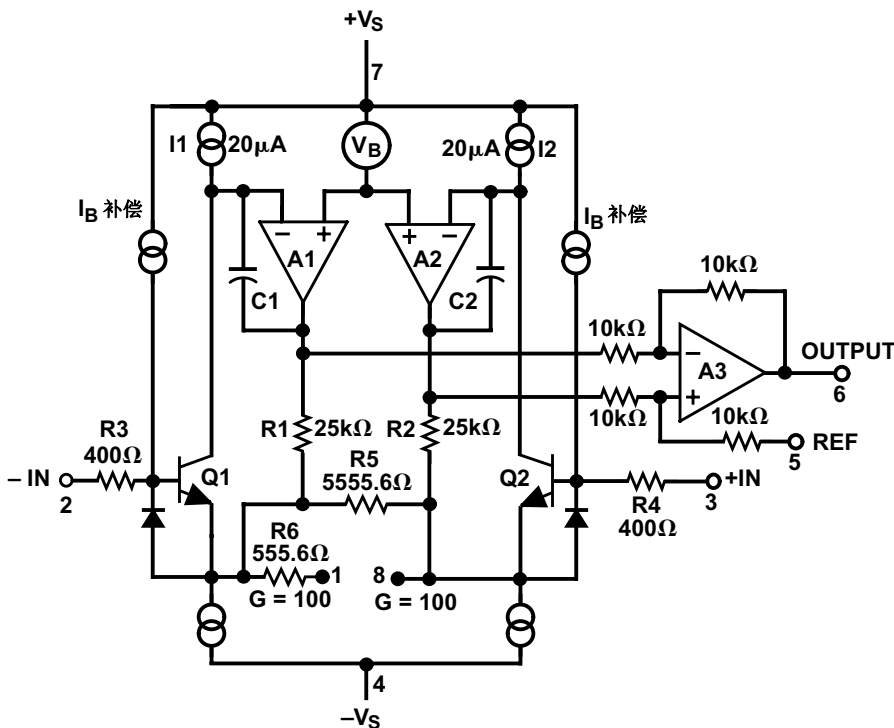 +VS
7
I1
20μA
VB
20μA
I2
IB 补偿
IB 补偿
−
+
A1
+
−
A2
C1
C2
10kΩ
10kΩ
−
A3
+
OUTPUT
6
10kΩ
10kΩ
REF
5
R1
25kΩ
R2
25kΩ
R3
400Ω
− IN
2
Q1
R5
5555.6Ω
Q2
R4
400Ω
+IN
3
R6
555.6Ω
1
G = 100
8
G = 100
4
–VS